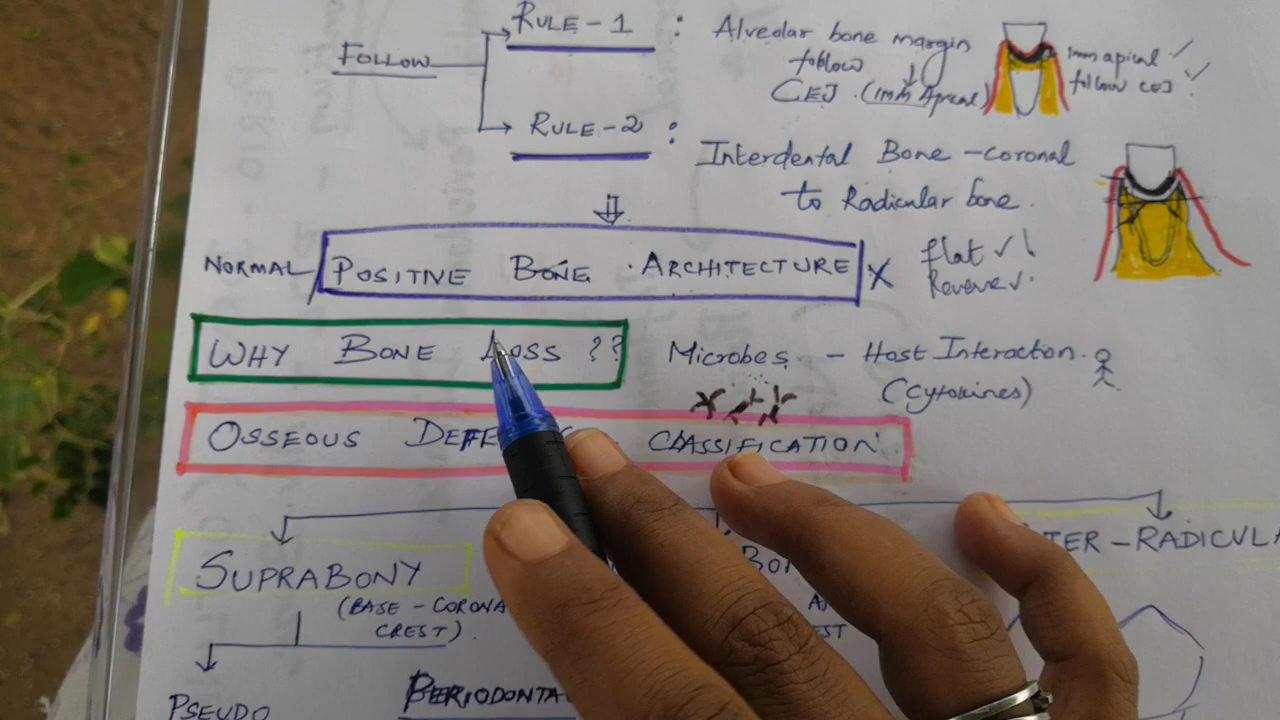 RULE-1 :
FOLLOW
Alveolar bone margin
follow
CEJ (1mm Apical)
1mm apical ✓
follow CEJ ✓
RULE-2 :
Interdental Bone - coronal
to Radicular bone.
NORMAL
POSITIVE BONE ARCHITECTURE
X
flat ✓!
Reverse ✓.
WHY BONE LOSS ??
Microbes - Host Interaction.
(Cytokines)
OSSEOUS
CLASSIFICATION
SUPRABONY
(BASE - CORONA
CREST).
TER-RADICULA
PSEUDO
PERIODONTA